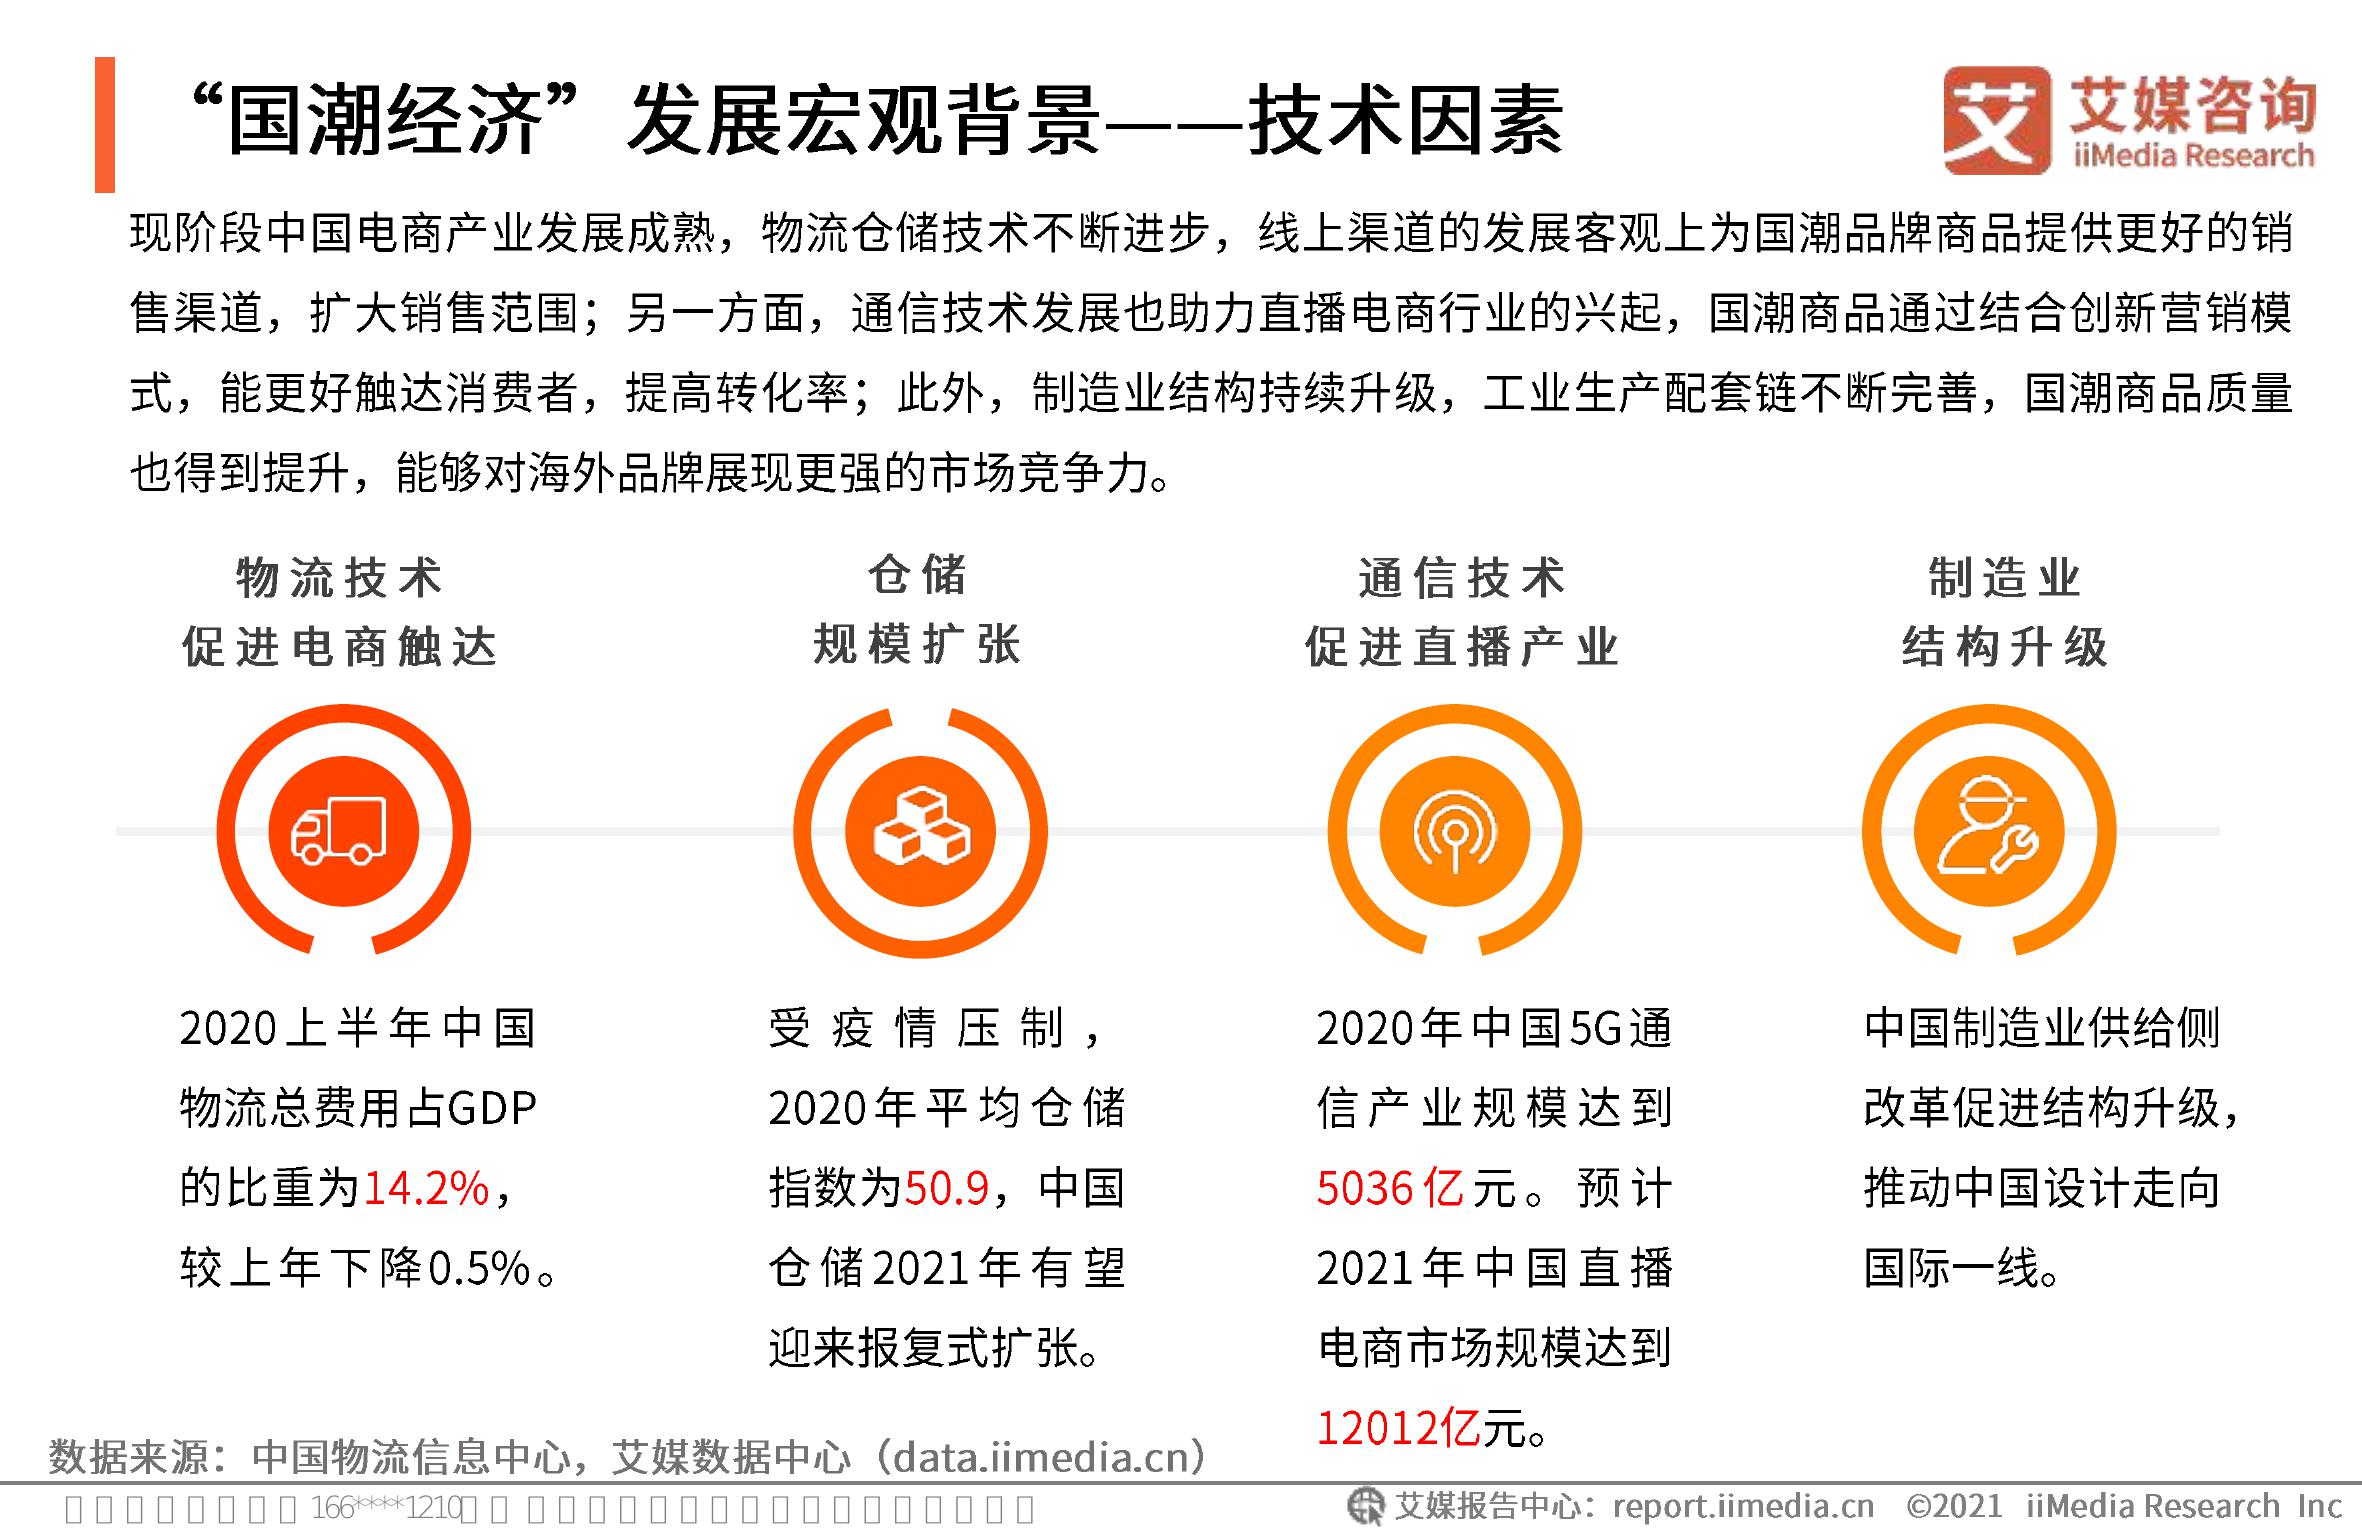 “国潮经济”发展宏观背景——技术因素
艾
艾媒咨询
iiMedia Research
现阶段中国电商产业发展成熟，物流仓储技术不断进步，线上渠道的发展客观上为国潮品牌商品提供更好的销
售渠道，扩大销售范围；另一方面，通信技术发展也助力直播电商行业的兴起，国潮商品通过结合创新营销模
式，能更好触达消费者，提高转化率；此外，制造业结构持续升级，工业生产配套链不断完善，国潮商品质量
也得到提升，能够对海外品牌展现更强的市场竞争力。
物流技术
促进电商触达
仓储
规模扩张
通信技术
促进直播产业
制造业
结构升级
2020上半年中国
物流总费用占GDP
的比重为14.2%，
较上年下降0.5%。
受疫情压制，
2020年平均仓储
指数为50.9，中国
仓储2021年有望
迎来报复式扩张。
2020年中国5G通
信产业规模达到
5036亿元。预计
2021年中国直播
电商市场规模达到
12012亿元。
中国制造业供给侧
改革促进结构升级，
推动中国设计走向
国际一线。
数据来源：中国物流信息中心，艾媒数据中心（data.iimedia.cn）
166****1210
艾媒报告中心：report.iimedia.cn ©2021 iiMedia Research Inc